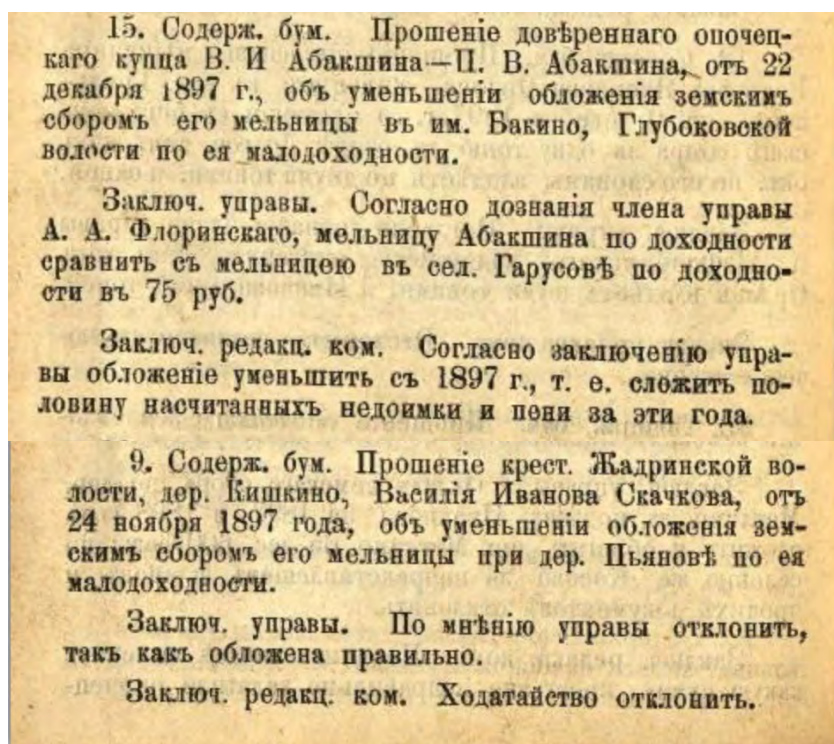 15. Содерж. бум. Прошеніе довѣреннаго опочец-
каго купца В. И Абакшина—П. В. Абакшина, отъ 22
декабря 1897 г., объ уменьшеніи обложенія земскимъ
сборомъ его мельницы въ им. Бакино, Глубоковской
волости по ея малодоходности.
Заключ. управы. Согласно дознанія члена управы
А. А. Флоринскаго, мельницу Абакшина по доходности
сравнить съ мельницею въ сел. Гарусовѣ по доходно-
сти въ 75 руб.
Заключ. редакц. ком. Согласно заключенію упра-
вы обложеніе уменьшить съ 1897 г., т. е. сложить по-
ловину насчитанныхъ недоимки и пени за эти года.
9. Содерж. бум. Прошеніе крест. Жадринской во-
лости, дер. Кишкино, Василія Иванова Скачкова, отъ
24 ноября 1897 года, объ уменьшеніи обложенія зем-
скимъ сборомъ его мельницы при дер. Пьяновѣ по ея
малодоходности.
Заключ. управы. По мнѣнію управы отклонить,
такъ какъ обложена правильно.
Заключ. редакц. ком. Ходатайство отклонить.